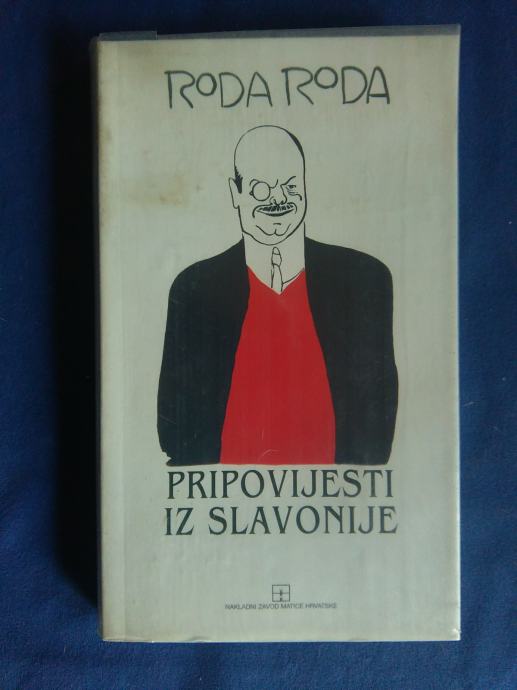 RODA RODA
PRIPOVIJESTI
IZ SLAVONIJE
NAKLADNI ZAVOD MATICE HRVATSKE